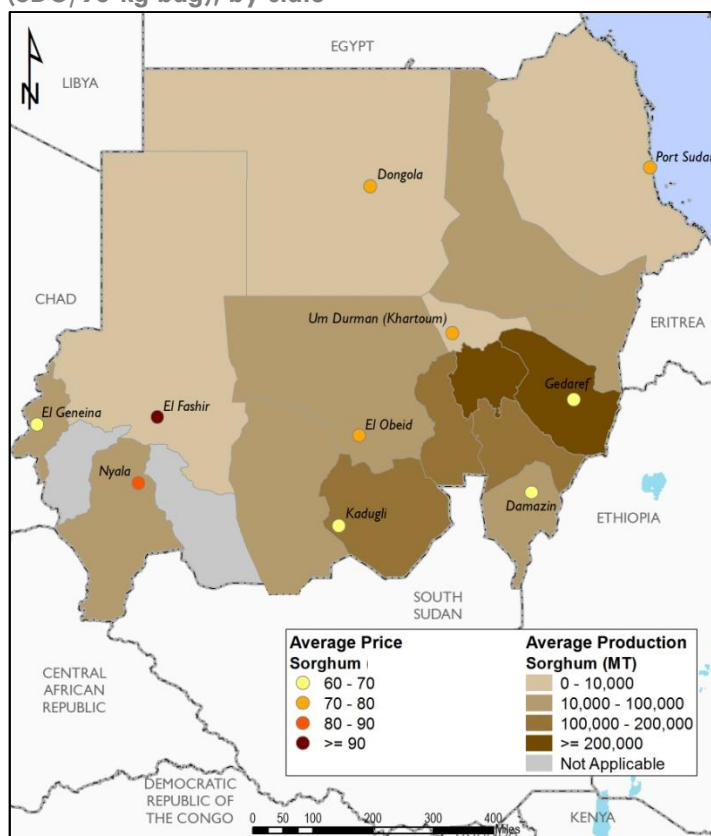 (SDG/90 kg bag), by state
EGYPT
LIBYA
N
Port Sudan
Dongola
CHAD
Um Durman (Khartoum)
ERITREA
Gedaref
El Geneina
El Fashir
El Obeid
Nyala
Kadugli
Damazin
ETHIOPIA
SOUTH
SUDAN
CENTRAL
AFRICAN
REPUBLIC
Average Price
Sorghum (
60 - 70
70 - 80
80 - 90
>= 90
Average Production
Sorghum (MT)
0 - 10,000
10,000 - 100,000
100,000 - 200,000
>= 200,000
Not Applicable
DEMOCRATIC
REPUBLIC OF
THE CONGO
0 50 100 200 300 400
Miles
KENYA